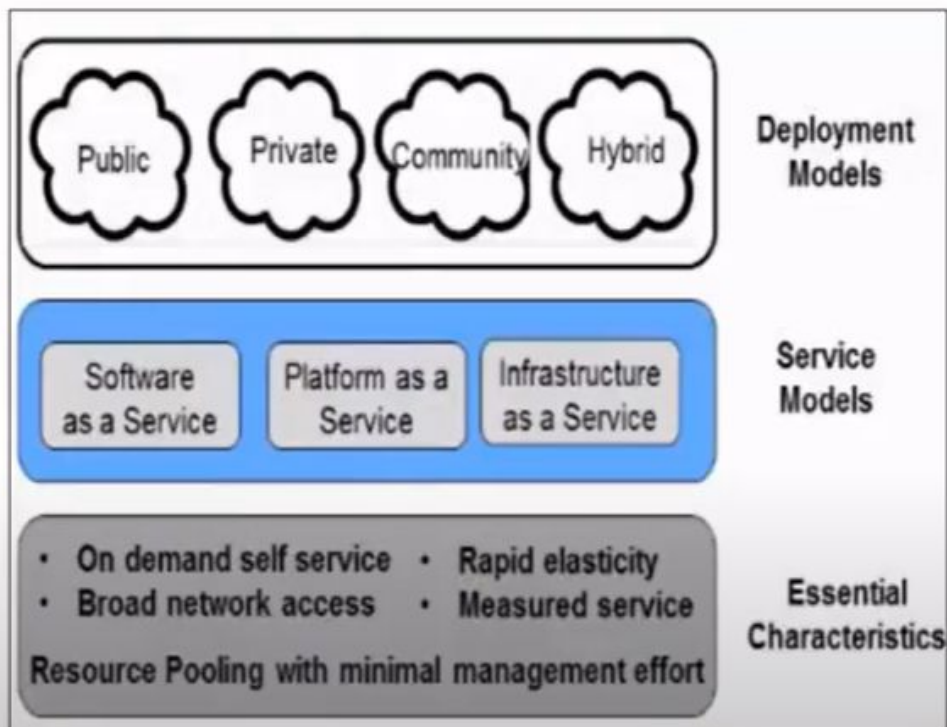 Public
Private
Community
Hybrid
Deployment
Models
Software
as a Service
Platform as a
Service
Infrastructure
as a Service
Service
Models
• On demand self service
• Broad network access
• Rapid elasticity
• Measured service
Resource Pooling with minimal management effort
Essential
Characteristics